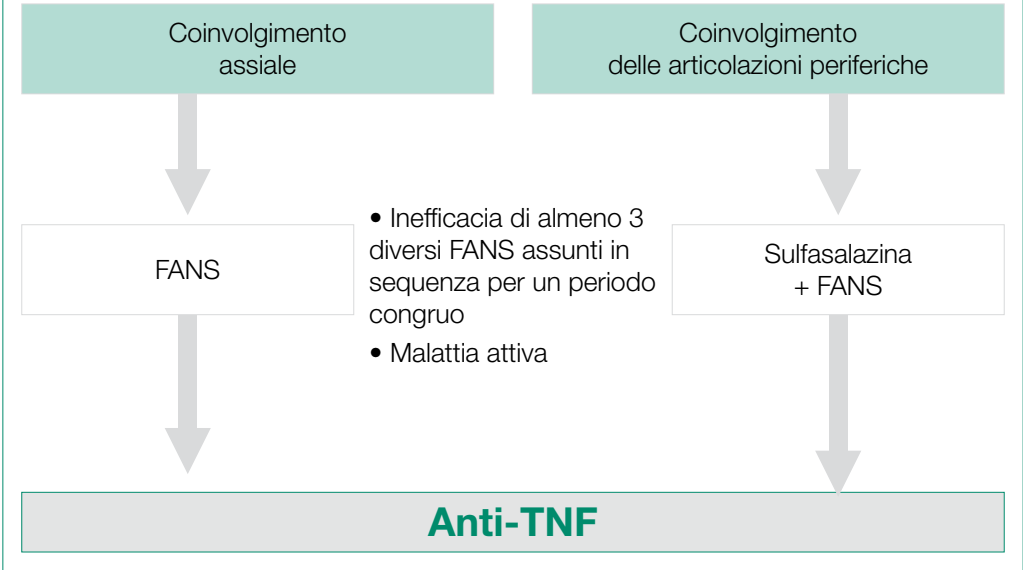 Coinvolgimento
assiale
Coinvolgimento
delle articolazioni periferiche
FANS
• Inefficacia di almeno 3
diversi FANS assunti in
sequenza per un periodo
congruo
• Malattia attiva
Sulfasalazina
+ FANS
Anti-TNF